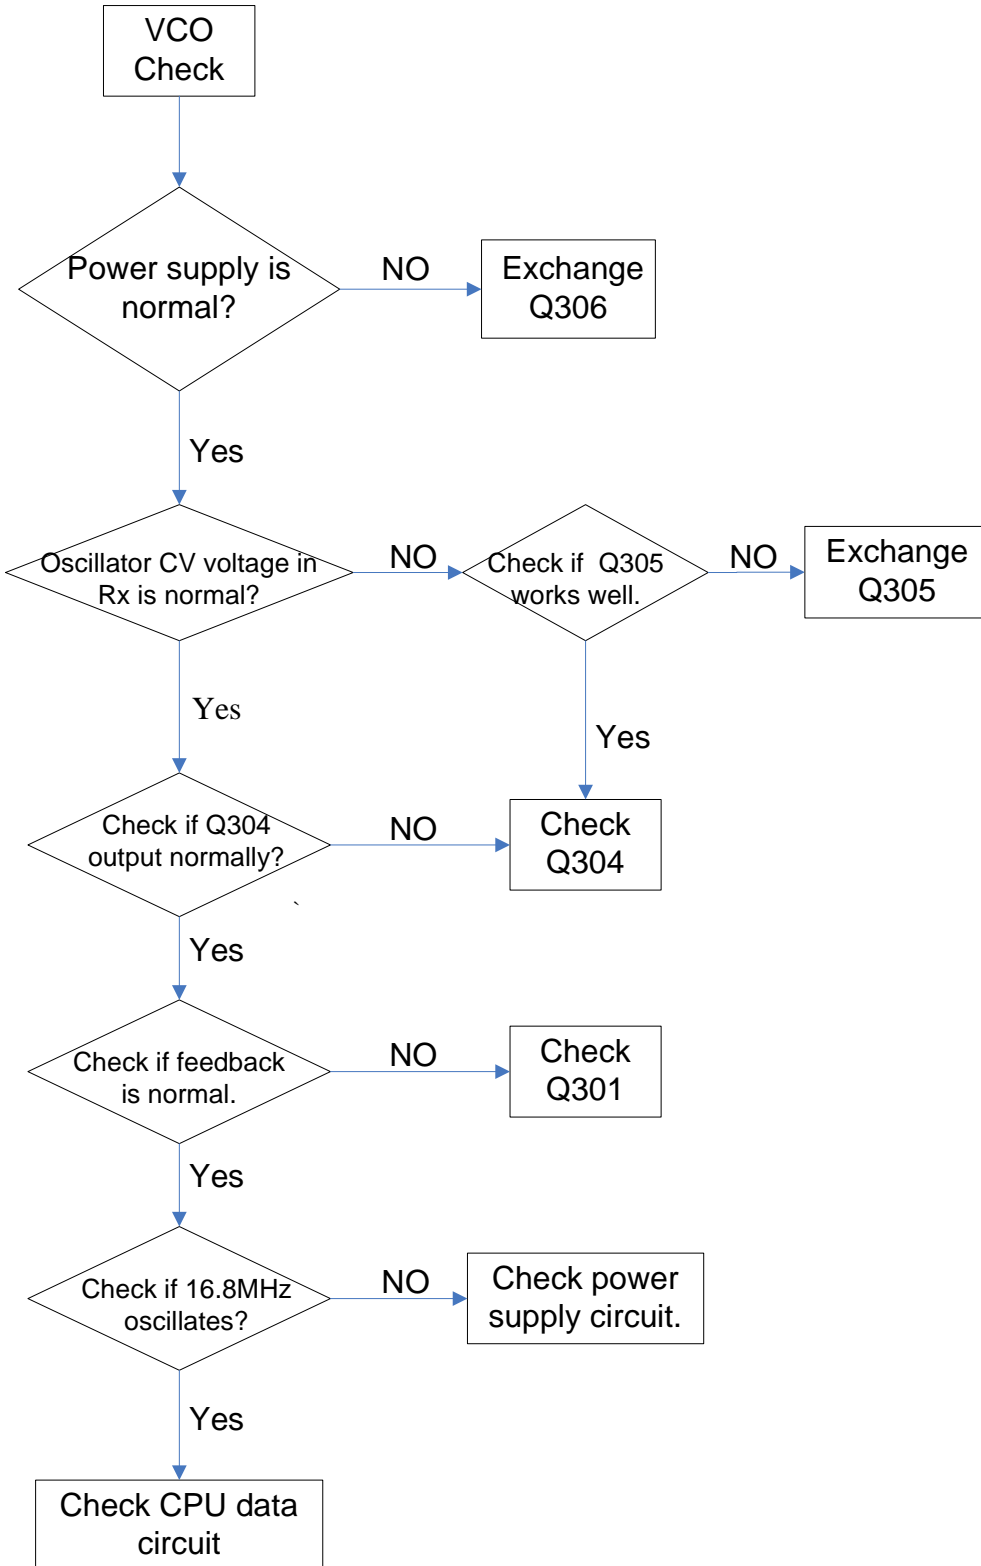 VCO
Check
Power supply is
normal?
NO
Exchange
Q306
Yes
Oscillator CV voltage in
Rx is normal?
NO
Check if Q305
works well.
NO
Exchange
Q305
Yes
Yes
Check if Q304
output normally?
NO
Check
Q304
`
Yes
Check if feedback
is normal.
NO
Check
Q301
Yes
Check if 16.8MHz
oscillates?
NO
Check power
supply circuit.
Yes
Check CPU data
circuit